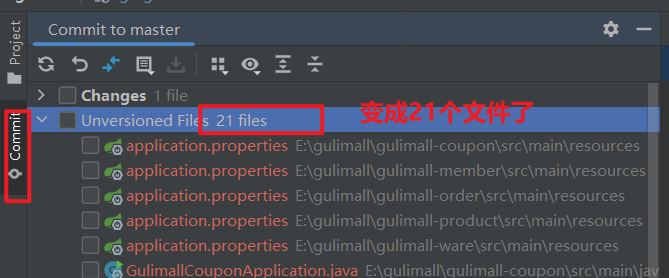 Project
Commit to master
Changes 1 file
Unversioned Files 21 files
变成21个文件了
Commit
application.properties E:\gulimall\gulimall-coupon\src\main\resources
application.properties E:\gulimall\gulimall-member\src\main\resources
application.properties E:\gulimall\gulimall-order\src\main\resources
application.properties E:\gulimall\gulimall-product\src\main\resources
application.properties E:\gulimall\gulimall-ware\src\main\resources
GulimallCouponApplication.java E:\gulimall\gulimall-coupon\src\main\jav